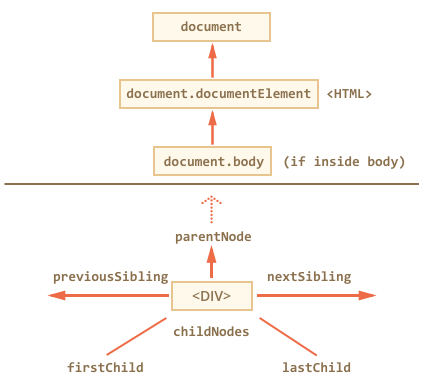 document
document.documentElement <HTML>
document.body (if inside body)
parentNode
previousSibling nextSibling
<DIV>
childNodes
firstChild lastChild